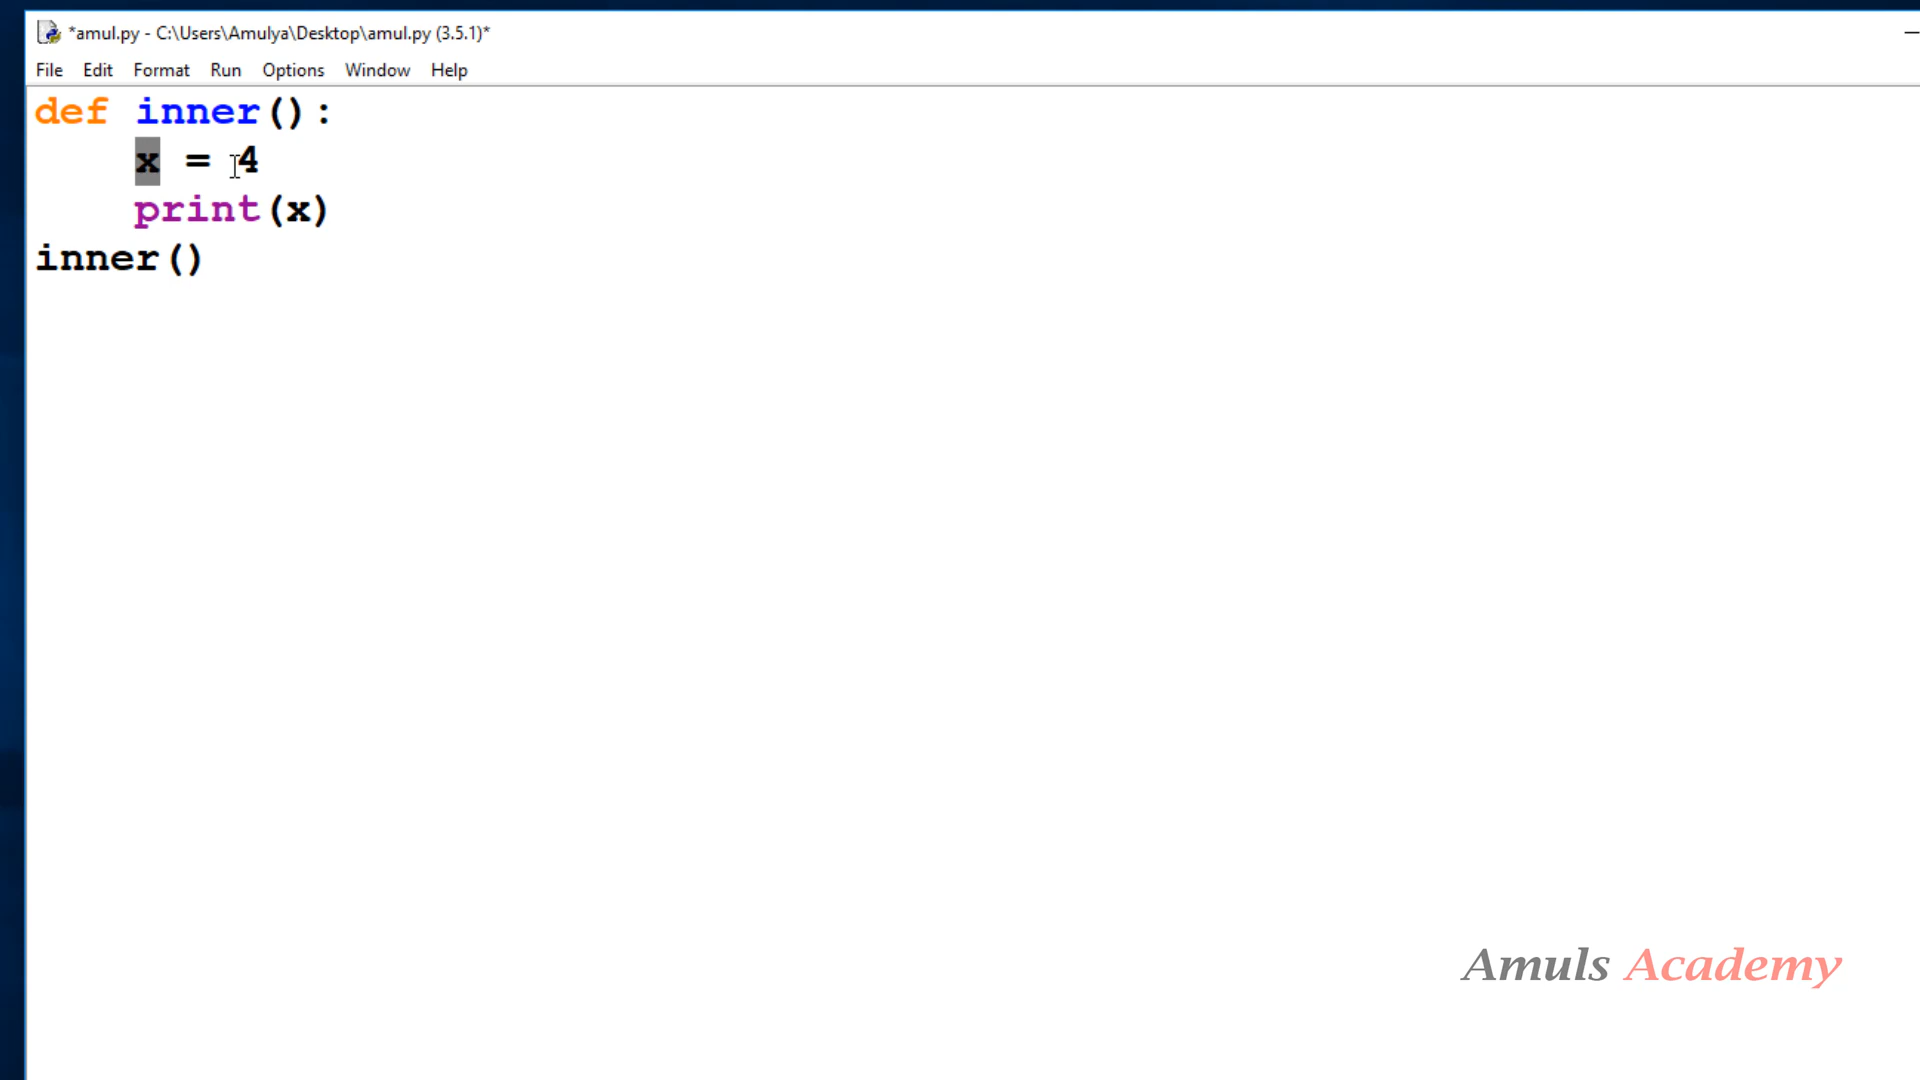 *amul.py - C:\Users\Amulya\Desktop\amul.py (3.5.1)*
File Edit Format Run Options Window Help
def inner():
    x = 4
    print(x)
inner()
Amuls Academy